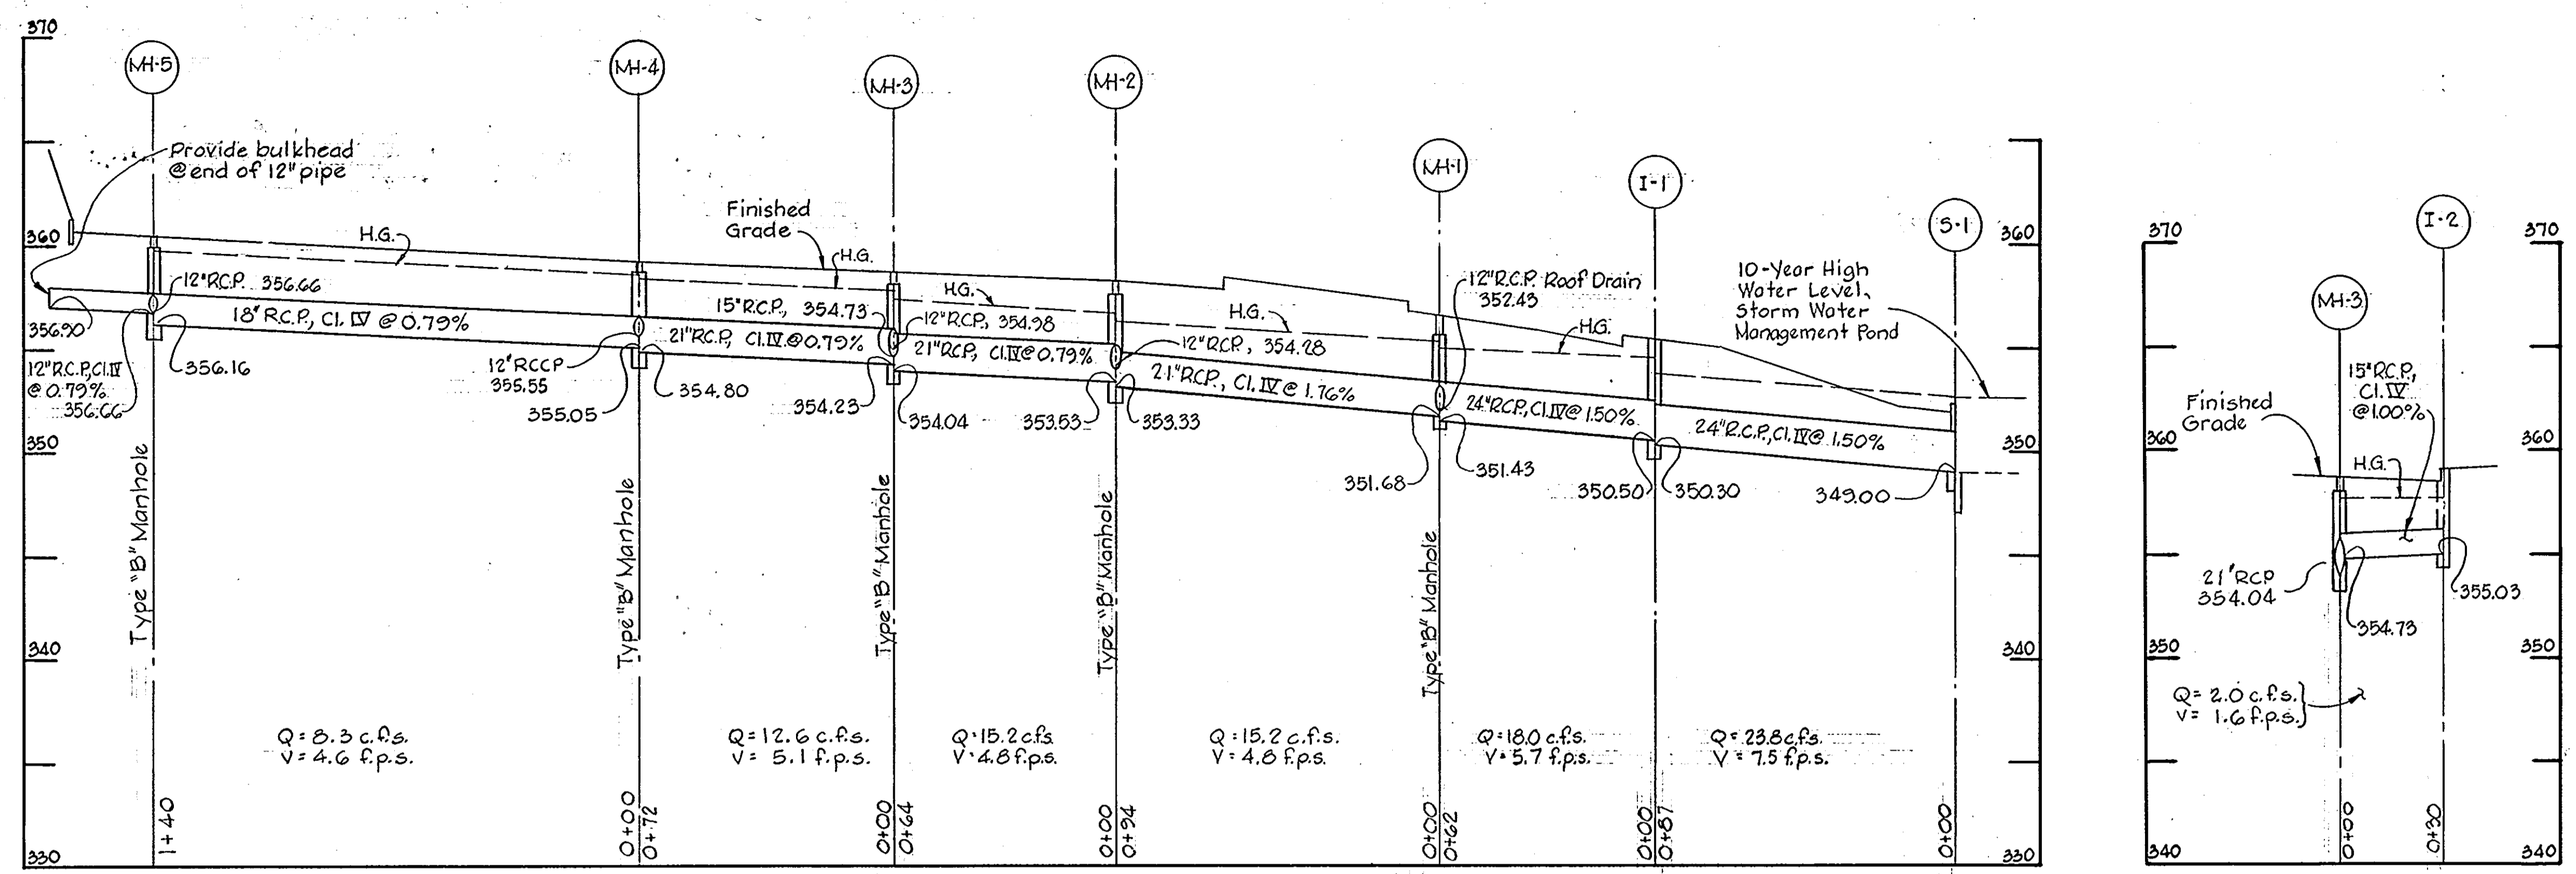 370
MH-5
MH-4
MH-3
MH-2
MH-1
I-1
S-1
Provide bulkhead
@ end of 12" pipe
Finished
Grade
360
H.G.
H.G.
H.G.
H.G.
H.G.
360
10-Year High
Water Level,
Storm Water
Management Pond
12" R.C.P. 356.66
18" R.C.P., Cl. IV @ 0.79%
356.90
12" R.C.P., Cl. IV
@ 0.79%
356.66
356.16
15" R.C.P., 354.73
21" R.C.P., Cl. IV @ 0.79%
12" RCCP
355.55
355.05
354.80
12" R.C.P., 354.98
21" R.C.P., Cl. IV @ 0.79%
354.23
354.04
12" R.C.P., 354.28
21" R.C.P., Cl. IV @ 1.76%
353.53
353.33
12" R.C.P. Roof Drain
352.43
24" R.C.P., Cl. IV @ 1.50%
24" R.C.P., Cl. IV @ 1.50%
351.68
351.43
350.50
350.30
349.00
350
350
Type "B" Manhole
Type "B" Manhole
Type "B" Manhole
Type "B" Manhole
Type "B" Manhole
340
340
Q = 8.3 c.f.s.
V = 4.6 f.p.s.
Q = 12.6 c.f.s.
V = 5.1 f.p.s.
Q = 15.2 c.f.s.
V = 4.8 f.p.s.
Q = 15.2 c.f.s.
V = 4.8 f.p.s.
Q = 18.0 c.f.s.
V = 5.7 f.p.s.
Q = 23.8 c.f.s.
V = 7.5 f.p.s.
1+40
0+00
0+72
0+00
0+64
0+00
0+94
0+00
0+62
0+00
0+87
0+00
330
330
370
I-2
370
MH-3
15" R.C.P.,
Cl. IV
@ 1.00%
Finished
Grade
360
360
H.G.
21" RCP
354.04
355.03
354.73
350
350
Q = 2.0 c.f.s.
V = 1.6 f.p.s.
0+00
0+30
340
340